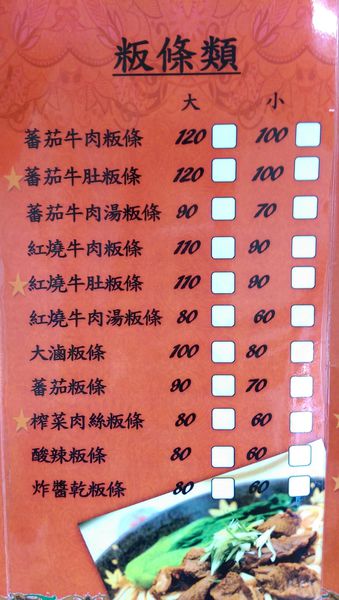 粄條類
大 小
蕃茄牛肉粄條 120 100
蕃茄牛肚粄條 120 100
蕃茄牛肉湯粄條 90 70
紅燒牛肉粄條 110 90
紅燒牛肚粄條 110 90
紅燒牛肉湯粄條 80 60
大滷粄條 100 80
蕃茄粄條 90 70
榨菜肉絲粄條 80 60
酸辣粄條 80 60
炸醬乾粄條 80 60